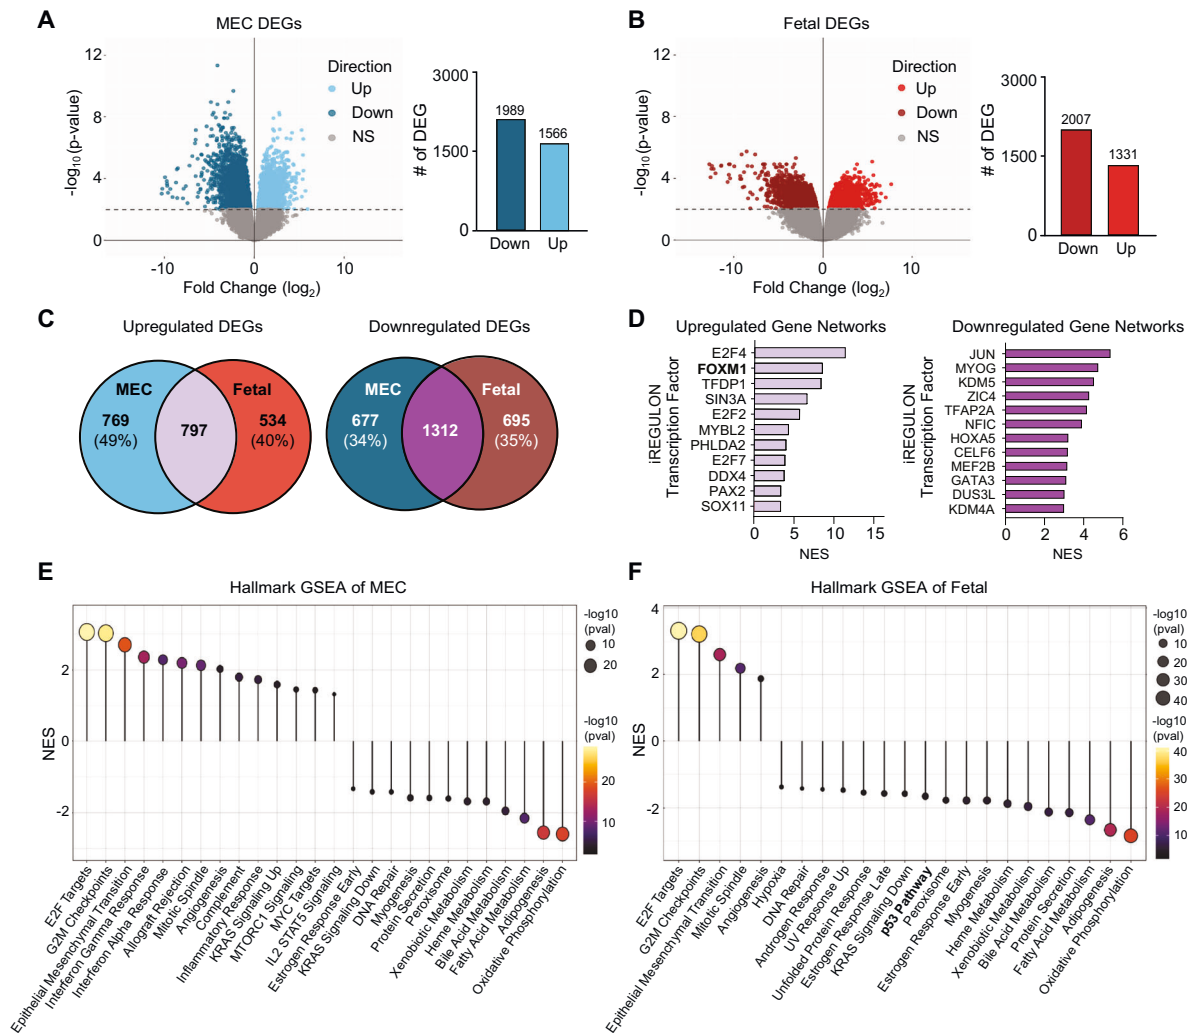 A
MEC DEGs
12
8
4
0
-log10(p-value)
-10
0
10
Fold Change (log2)
Direction
Up
Down
NS
3000
1500
0
# of DEG
1989
1566
Down
Up
B
Fetal DEGs
12
8
4
0
-log10(p-value)
-10
0
10
Fold Change (log2)
Direction
Up
Down
NS
3000
1500
0
# of DEG
2007
1331
Down
Up
C
Upregulated DEGs
MEC
769
(49%)
797
Fetal
534
(40%)
Downregulated DEGs
MEC
677
(34%)
1312
Fetal
695
(35%)
D
Upregulated Gene Networks
iREGULON
Transcription Factor
E2F4
FOXM1
TFDP1
SIN3A
E2F2
MYBL2
PHLDA2
E2F7
DDX4
PAX2
SOX11
0
5
10
15
NES
Downregulated Gene Networks
iREGULON
Transcription Factor
JUN
MYOG
KDM5
ZIC4
TFAP2A
NFIC
HOXA5
CELF6
MEF2B
GATA3
DUS3L
KDM4A
0
2
4
6
NES
E
Hallmark GSEA of MEC
NES
2
0
-2
E2F Targets
G2M Checkpoints
Epithelial Mesenchymal Transition
Interferon Gamma Response
Interferon Alpha Response
Allograft Rejection
Mitotic Spindle
Angiogenesis
Complement
Inflammatory Response
KRAS Signaling Up
MTORC1 Signaling
MYC Targets
IL2 STAT5 Signaling
Estrogen Response Early
KRAS Signaling Down
DNA Repair
Myogenesis
Protein Secretion
Peroxisome
Xenobiotic Metabolism
Heme Metabolism
Bile Acid Metabolism
Fatty Acid Metabolism
Adipogenesis
Oxidative Phosphorylation
-log10
(pval)
10
20
-log10
(pval)
20
10
F
Hallmark GSEA of Fetal
NES
4
2
0
-2
E2F Targets
G2M Checkpoints
Epithelial Mesenchymal Transition
Mitotic Spindle
Angiogenesis
Hypoxia
DNA Repair
Androgen Response
UV Repsonse Up
Unfolded Protein Response
Estrogen Response Late
KRAS Signaling Down
p53 Pathway
Peroxisome
Estrogen Response Early
Myogenesis
Heme Metabolism
Xenobiotic Metabolism
Bile Acid Metabolism
Protein Secretion
Fatty Acid Metabolism
Adipogenesis
Oxidative Phosphorylation
-log10
(pval)
10
20
30
40
-log10
(pval)
40
30
20
10